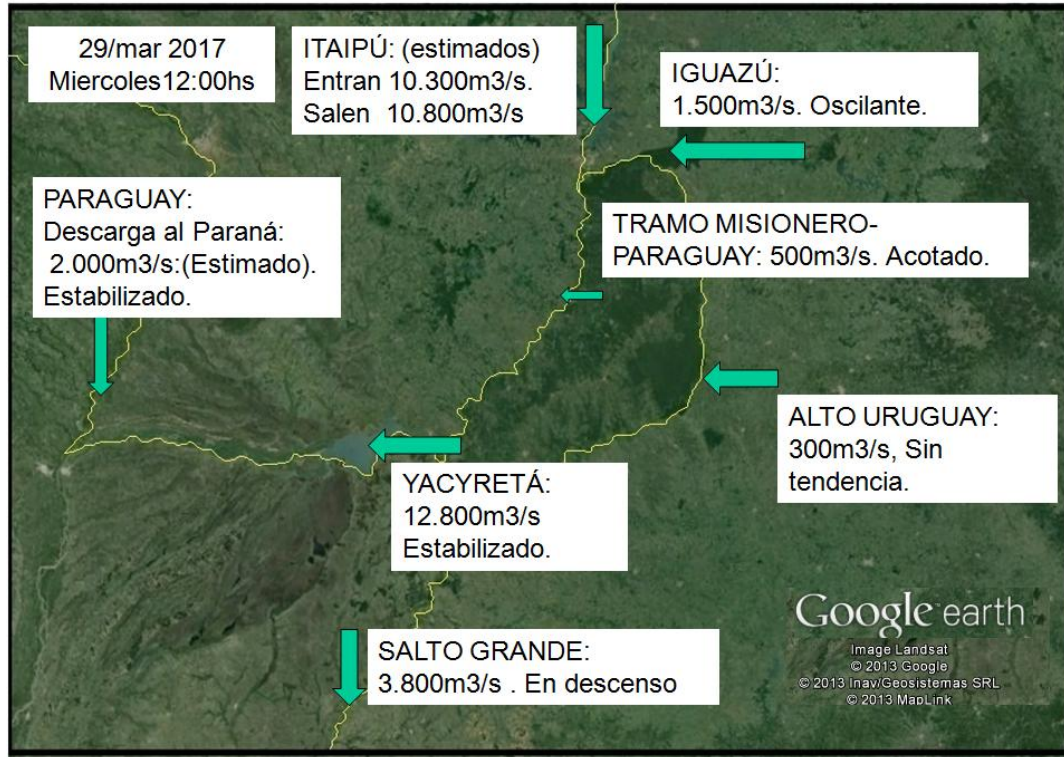 29/mar 2017
Miercoles12:00hs
ITAIPÚ: (estimados)
Entran 10.300m3/s.
Salen 10.800m3/s
IGUAZÚ:
1.500m3/s. Oscilante.
PARAGUAY:
Descarga al Paraná:
2.000m3/s:(Estimado).
Estabilizado.
TRAMO MISIONERO-
PARAGUAY: 500m3/s. Acotado.
ALTO URUGUAY:
300m3/s, Sin
tendencia.
YACYRETÁ:
12.800m3/s
Estabilizado.
SALTO GRANDE:
3.800m3/s . En descenso
Google earth
Image Landsat
© 2013 Google
© 2013 Inav/Geosistemas SRL
© 2013 MapLink